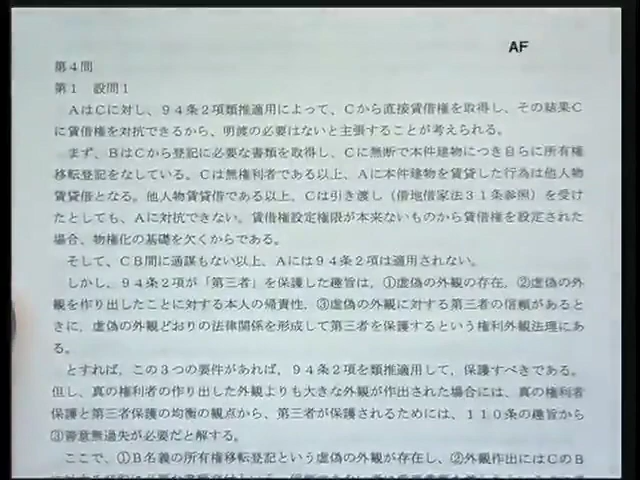 AF
第４問
第１　設問１
　ＡはＣに対し、９４条２項類推適用によって、Ｃから直接賃借権を取得し、その結果Ｃ
に賃借権を対抗できるから、明渡の必要はないと主張することが考えられる。
　まず、ＢはＣから登記に必要な書類を取得し、Ｃに無断で本件建物につき自らに所有権
移転登記をなしている。Ｃは無権利者である以上、Ａに本件建物を賃貸した行為は他人物
賃貸借となる。他人物賃貸借である以上、Ｃは引き渡し（借地借家法３１条参照）を受け
たとしても、Ａに対抗できない。賃借権設定権限が本来ないものから賃借権を設定された
場合、物権化の基礎を欠くからである。
　そして、ＣＢ間に通謀もない以上、Ａには９４条２項は適用されない。
　しかし、９４条２項が「第三者」を保護した趣旨は、①虚偽の外観の存在、②虚偽の外
観を作り出したことに対する本人の帰責性、③虚偽の外観に対する第三者の信頼があると
きに、虚偽の外観どおりの法律関係を形成して第三者を保護するという権利外観法理にあ
る。
　とすれば、この３つの要件があれば、９４条２項を類推適用して、保護すべきである。
但し、真の権利者の作り出した外観よりも大きな外観が作出された場合には、真の権利者
保護と第三者保護の均衡の観点から、第三者が保護されるためには、１１０条の趣旨から
③善意無過失が必要だと解する。
　ここで、①Ｂ名義の所有権移転登記という虚偽の外観が存在し、②外観作出にはＣのＢ